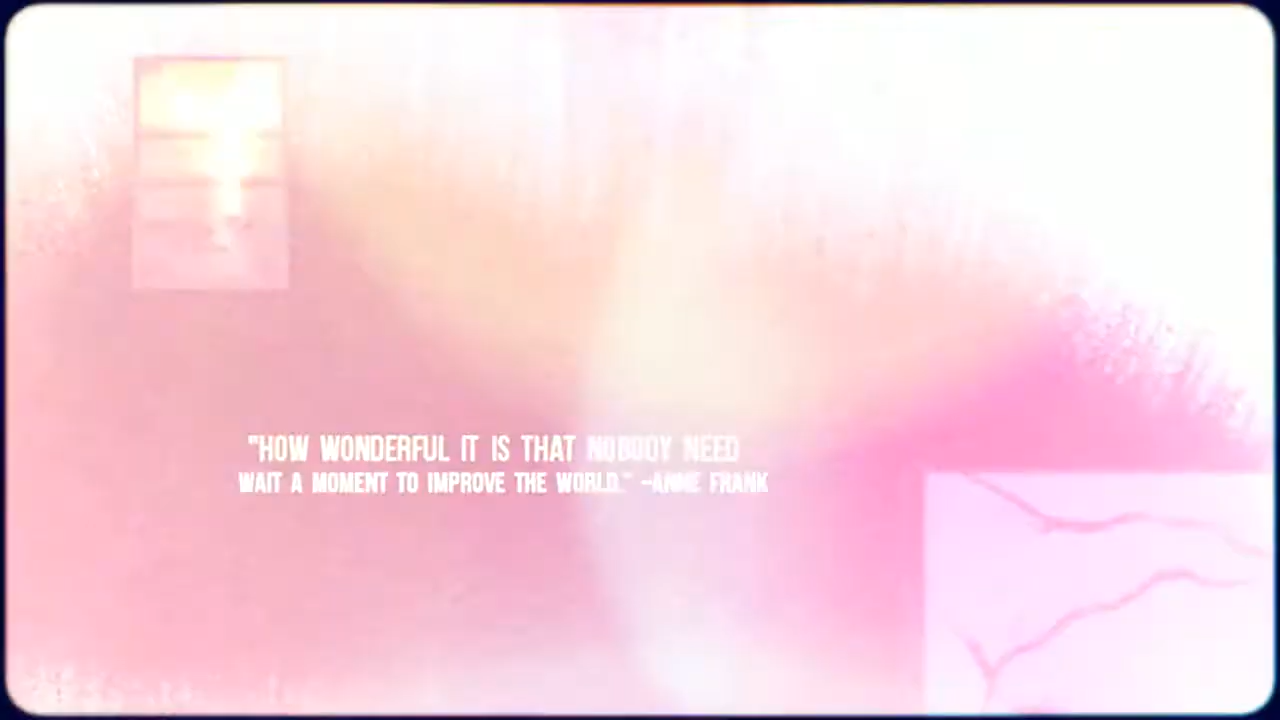 "HOW WONDERFUL IT IS THAT NOBODY NEED
WAIT A MOMENT TO IMPROVE THE WORLD." -ANNE FRANK